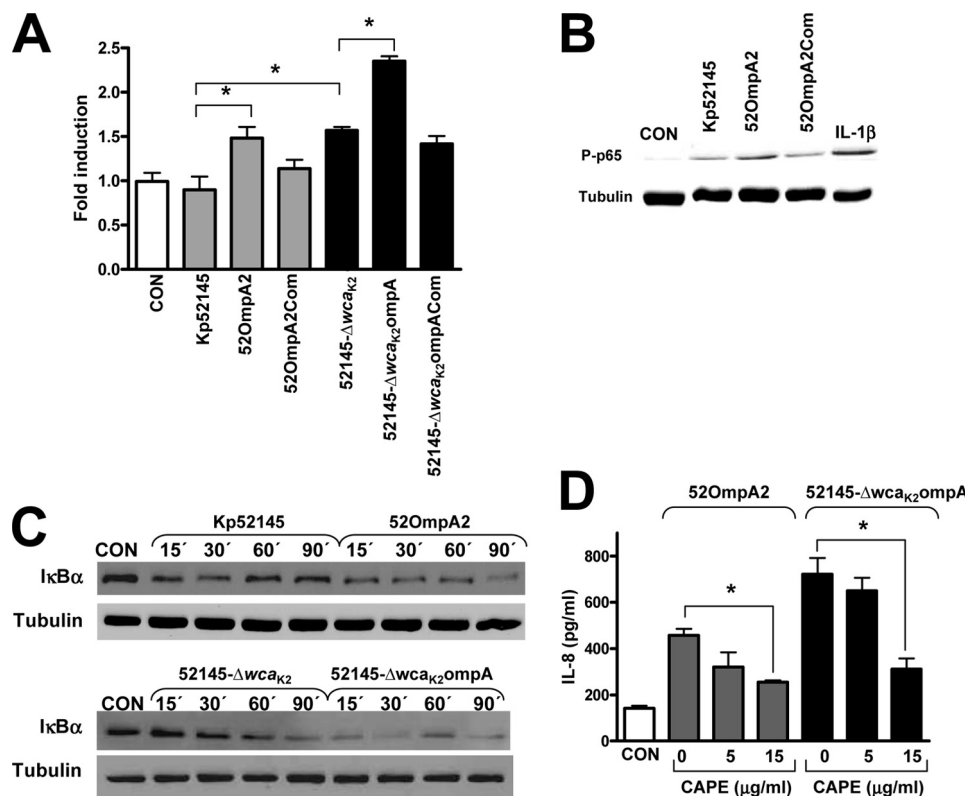 A
Fold induction
2.5
2.0
1.5
1.0
0.5
0.0
*
*
*
CON
Kp52145
52OmpA2
52OmpA2Com
52145-ΔwcaK2
52145-ΔwcaK2ompA
52145-ΔwcaK2ompACom
B
CON
Kp52145
52OmpA2
52OmpA2Com
IL-1β
P-p65
Tubulin
C
Kp52145 52OmpA2
CON 15´ 30´ 60´ 90´ 15´ 30´ 60´ 90´
IκBα
Tubulin
52145-ΔwcaK2 52145-ΔwcaK2ompA
CON 15´ 30´ 60´ 90´ 15´ 30´ 60´ 90´
IκBα
Tubulin
D
52OmpA2 52145-ΔwcaK2ompA
IL-8 (pg/ml)
800
600
400
200
0
*
*
CON 0 5 15 0 5 15
CAPE (μg/ml) CAPE (μg/ml)